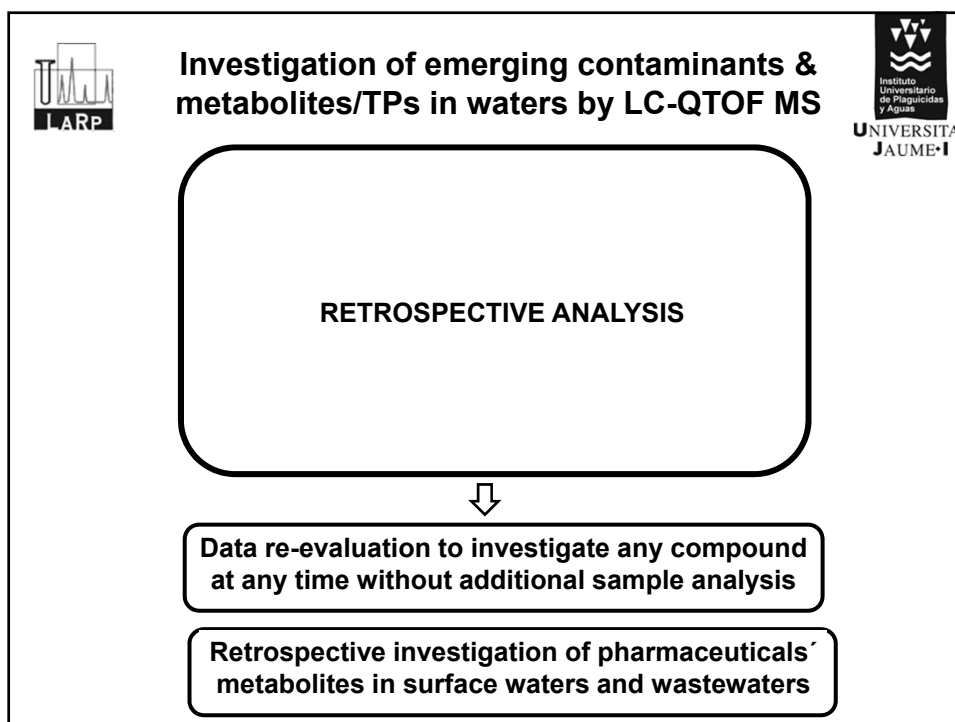 LARP
Investigation of emerging contaminants &
metabolites/TPs in waters by LC-QTOF MS
Instituto
Universitario
de Plaguicidas
y Aguas
UNIVERSITA
JAUME•I
RETROSPECTIVE ANALYSIS
Data re-evaluation to investigate any compound
at any time without additional sample analysis
Retrospective investigation of pharmaceuticals´
metabolites in surface waters and wastewaters